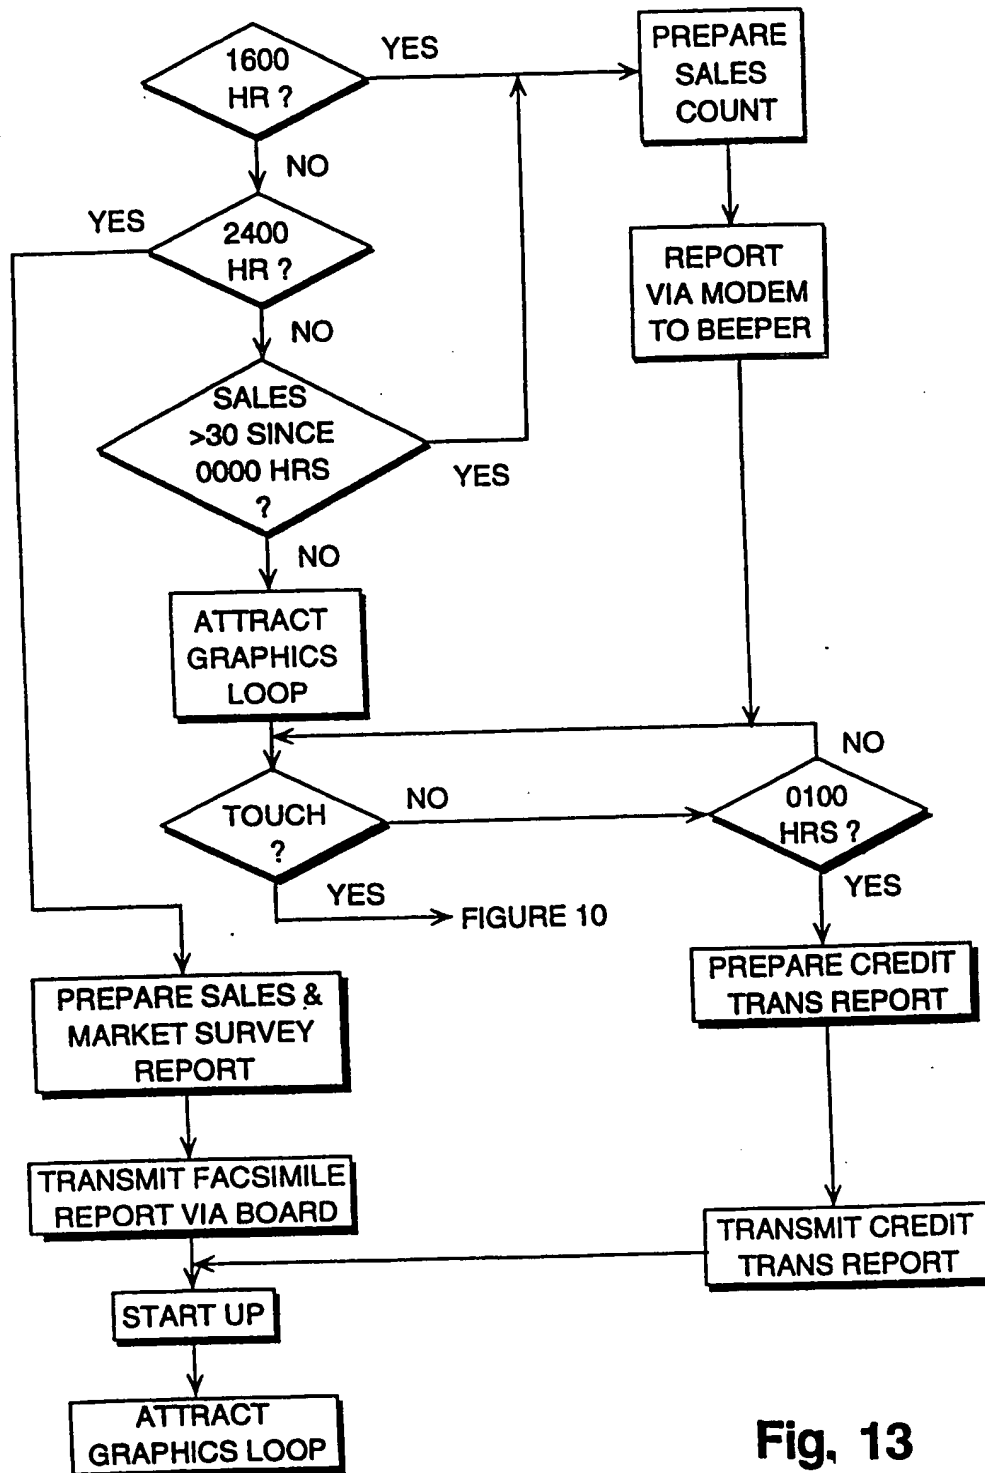 1600
HR ?
YES
PREPARE
SALES
COUNT
NO
YES
2400
HR ?
REPORT
VIA MODEM
TO BEEPER
NO
SALES
>30 SINCE
0000 HRS
?
YES
NO
ATTRACT
GRAPHICS
LOOP
NO
TOUCH
?
NO
0100
HRS ?
YES
FIGURE 10
YES
PREPARE SALES &
MARKET SURVEY
REPORT
PREPARE CREDIT
TRANS REPORT
TRANSMIT FACSIMILE
REPORT VIA BOARD
TRANSMIT CREDIT
TRANS REPORT
START UP
ATTRACT
GRAPHICS LOOP
Fig. 13